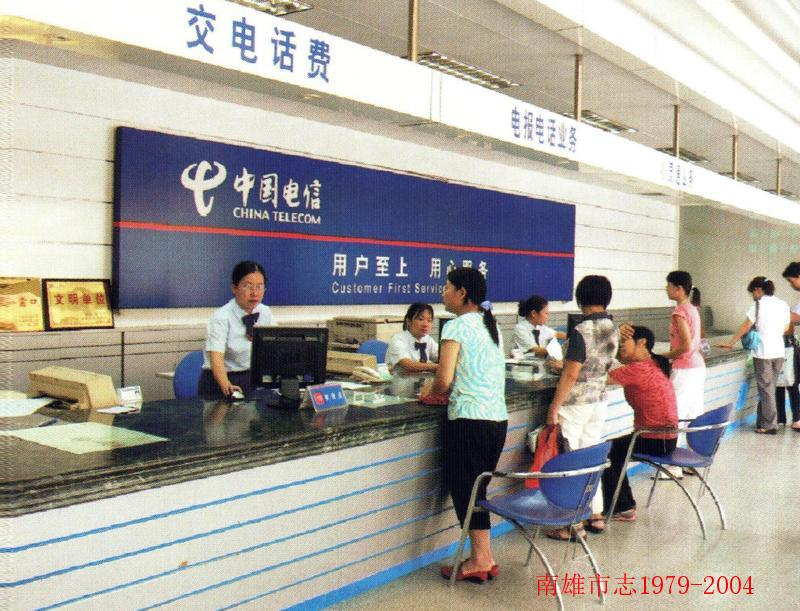 交电话费
电报电话业务
中国电信
CHINA TELECOM
用户至上 用心服务
Customer First Service
文明单位
南雄市志1979-2004